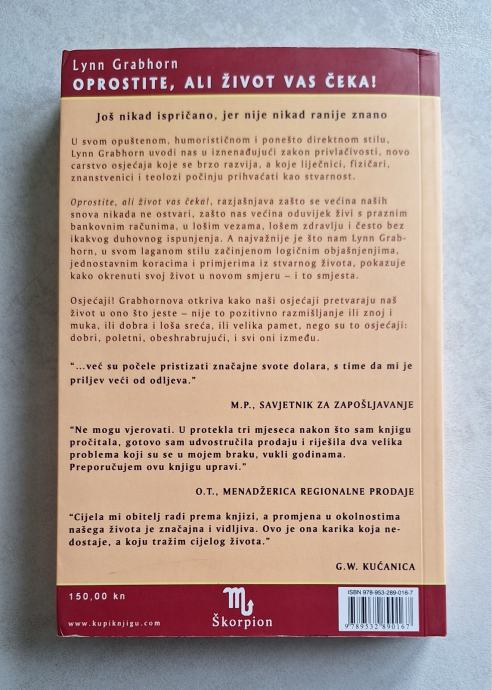 Lynn Grabhorn
OPROSTITE, ALI ŽIVOT VAS ČEKA!
Još nikad ispričano, jer nije nikad ranije znano
U svom opuštenom, humorističnom i ponešto direktnom stilu,
Lynn Grabhorn uvodi nas u iznenađujući zakon privlačivosti, novo
carstvo osjećaja koje se brzo razvija, a koje liječnici, fizičari,
znanstvenici i teolozi počinju prihvaćati kao stvarnost.
Oprostite, ali život vas čeka!, razjašnjava zašto se većina naših
snova nikada ne ostvari, zašto nas većina oduvijek živi s praznim
bankovnim računima, u lošim vezama, lošem zdravlju i često bez
ikakvog duhovnog ispunjenja. A najvažnije je što nam Lynn Grab-
horn, u svom laganom stilu začinjenom logičnim objašnjenjima,
jednostavnim koracima i primjerima iz stvarnog života, pokazuje
kako okrenuti svoj život u novom smjeru – i to smjesta.
Osjećaji! Grabhornova otkriva kako naši osjećaji pretvaraju naš
život u ono što jeste – nije to pozitivno razmišljanje ili znoj i
muka, ili dobra i loša sreća, ili velika pamet, nego su to osjećaji:
dobri, poletni, obeshrabrujući, i svi oni između.
“...već su počele pristizati značajne svote dolara, s time da mi je
priljev veći od odljeva.”
M.P., SAVJETNIK ZA ZAPOŠLJAVANJE
“Ne mogu vjerovati. U protekla tri mjeseca nakon što sam knjigu
pročitala, gotovo sam udvostručila prodaju i riješila dva velika
problema koji su se u mojem braku, vukli godinama.
Preporučujem ovu knjigu upravi.”
O.T., MENADŽERICA REGIONALNE PRODAJE
“Cijela mi obitelj radi prema knjizi, a promjena u okolnostima
našega života je značajna i vidljiva. Ovo je ona karika koja ne-
dostaje, a koju tražim cijelog života.”
G.W. KUĆANICA
150,00 kn
www.kupiknjigu.com
Škorpion
ISBN 978-953-289-016-7
9789532890167